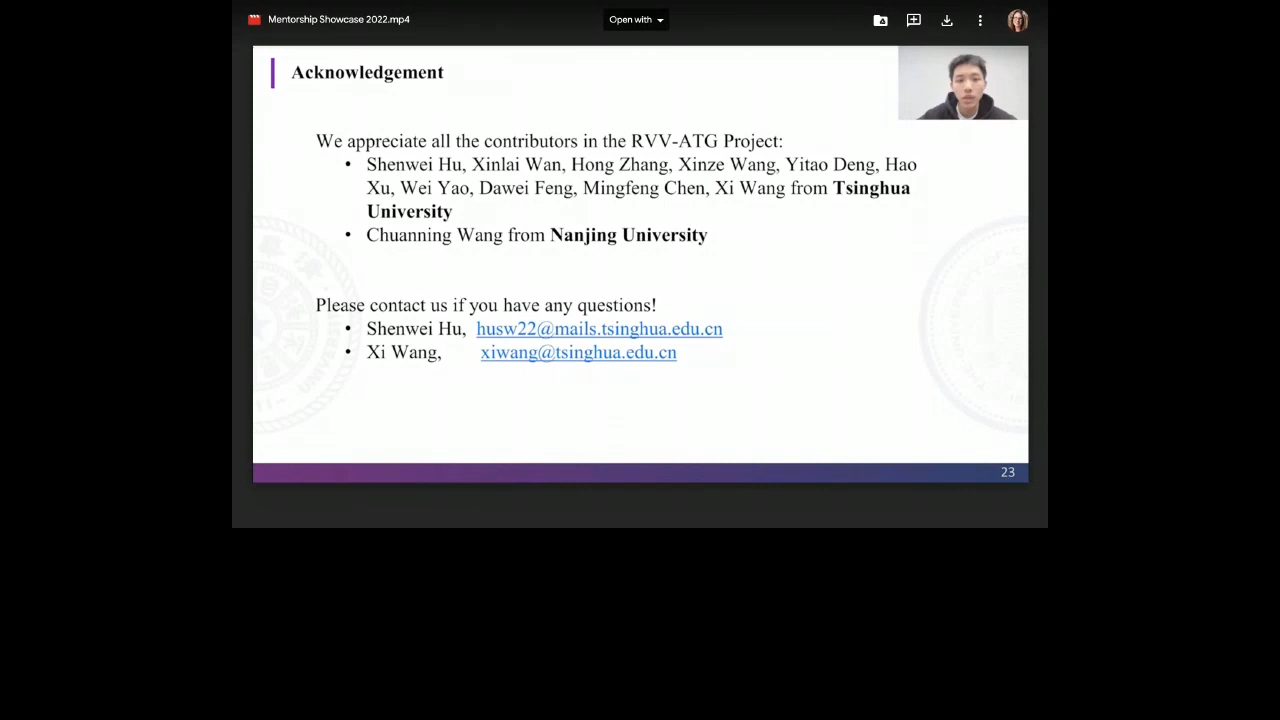 Mentorship Showcase 2022.mp4
Open with
Acknowledgement
We appreciate all the contributors in the RVV-ATG Project:
• Shenwei Hu, Xinlai Wan, Hong Zhang, Xinze Wang, Yitao Deng, Hao
Xu, Wei Yao, Dawei Feng, Mingfeng Chen, Xi Wang from Tsinghua
University
• Chuanning Wang from Nanjing University
Please contact us if you have any questions!
• Shenwei Hu, husw22@mails.tsinghua.edu.cn
• Xi Wang, xiwang@tsinghua.edu.cn
23